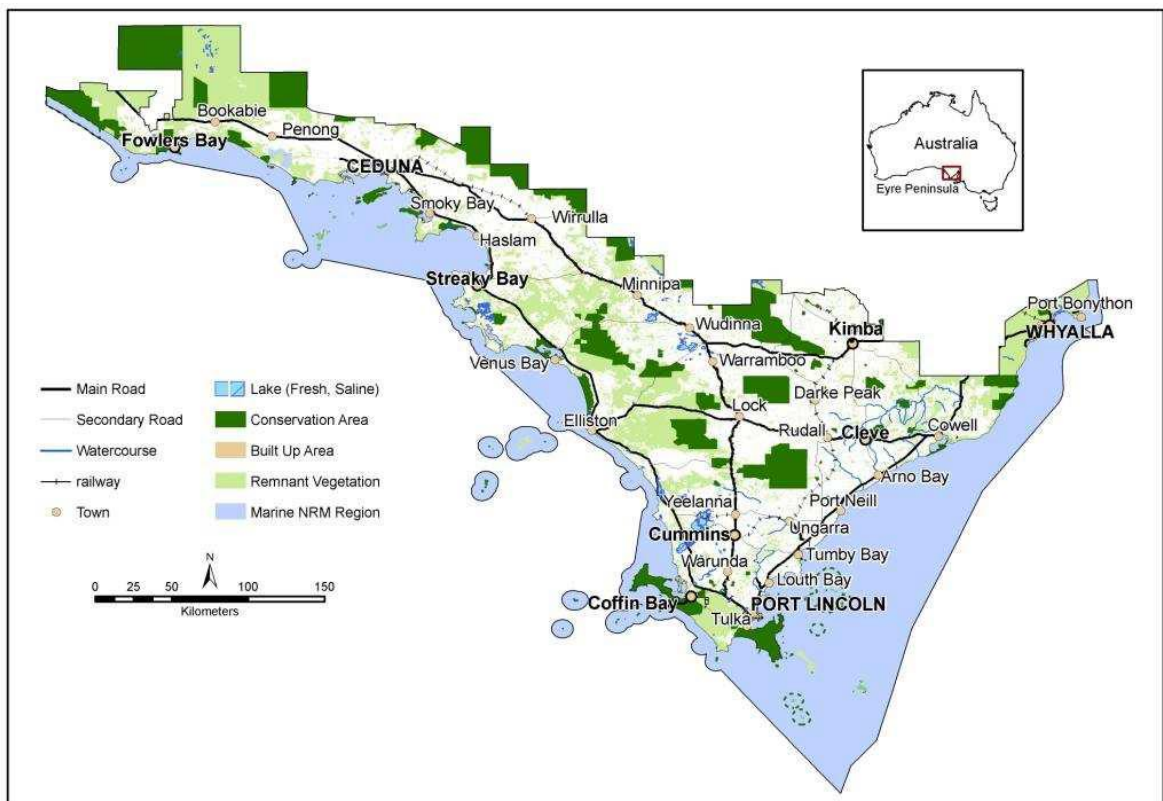 Australia
Eyre Peninsula
Bookabie
Fowlers Bay
Penong
CEDUNA
Smoky Bay
Wirrulla
Haslam
Streaky Bay
Minnipa
Port Bonython
Wudinna
Kimba
WHYALLA
Venus Bay
Warramboo
Darke Peak
Lock
Elliston
Rudall
Cleve
Cowell
Arno Bay
Yeelanna
Port Neill
Ungarra
Cummins
Tumby Bay
Warunda
Louth Bay
Coffin Bay
PORT LINCOLN
Tulka
Main Road
Secondary Road
Watercourse
railway
Town
Lake (Fresh, Saline)
Conservation Area
Built Up Area
Remnant Vegetation
Marine NRM Region
N
0 25 50 100 150
Kilometers